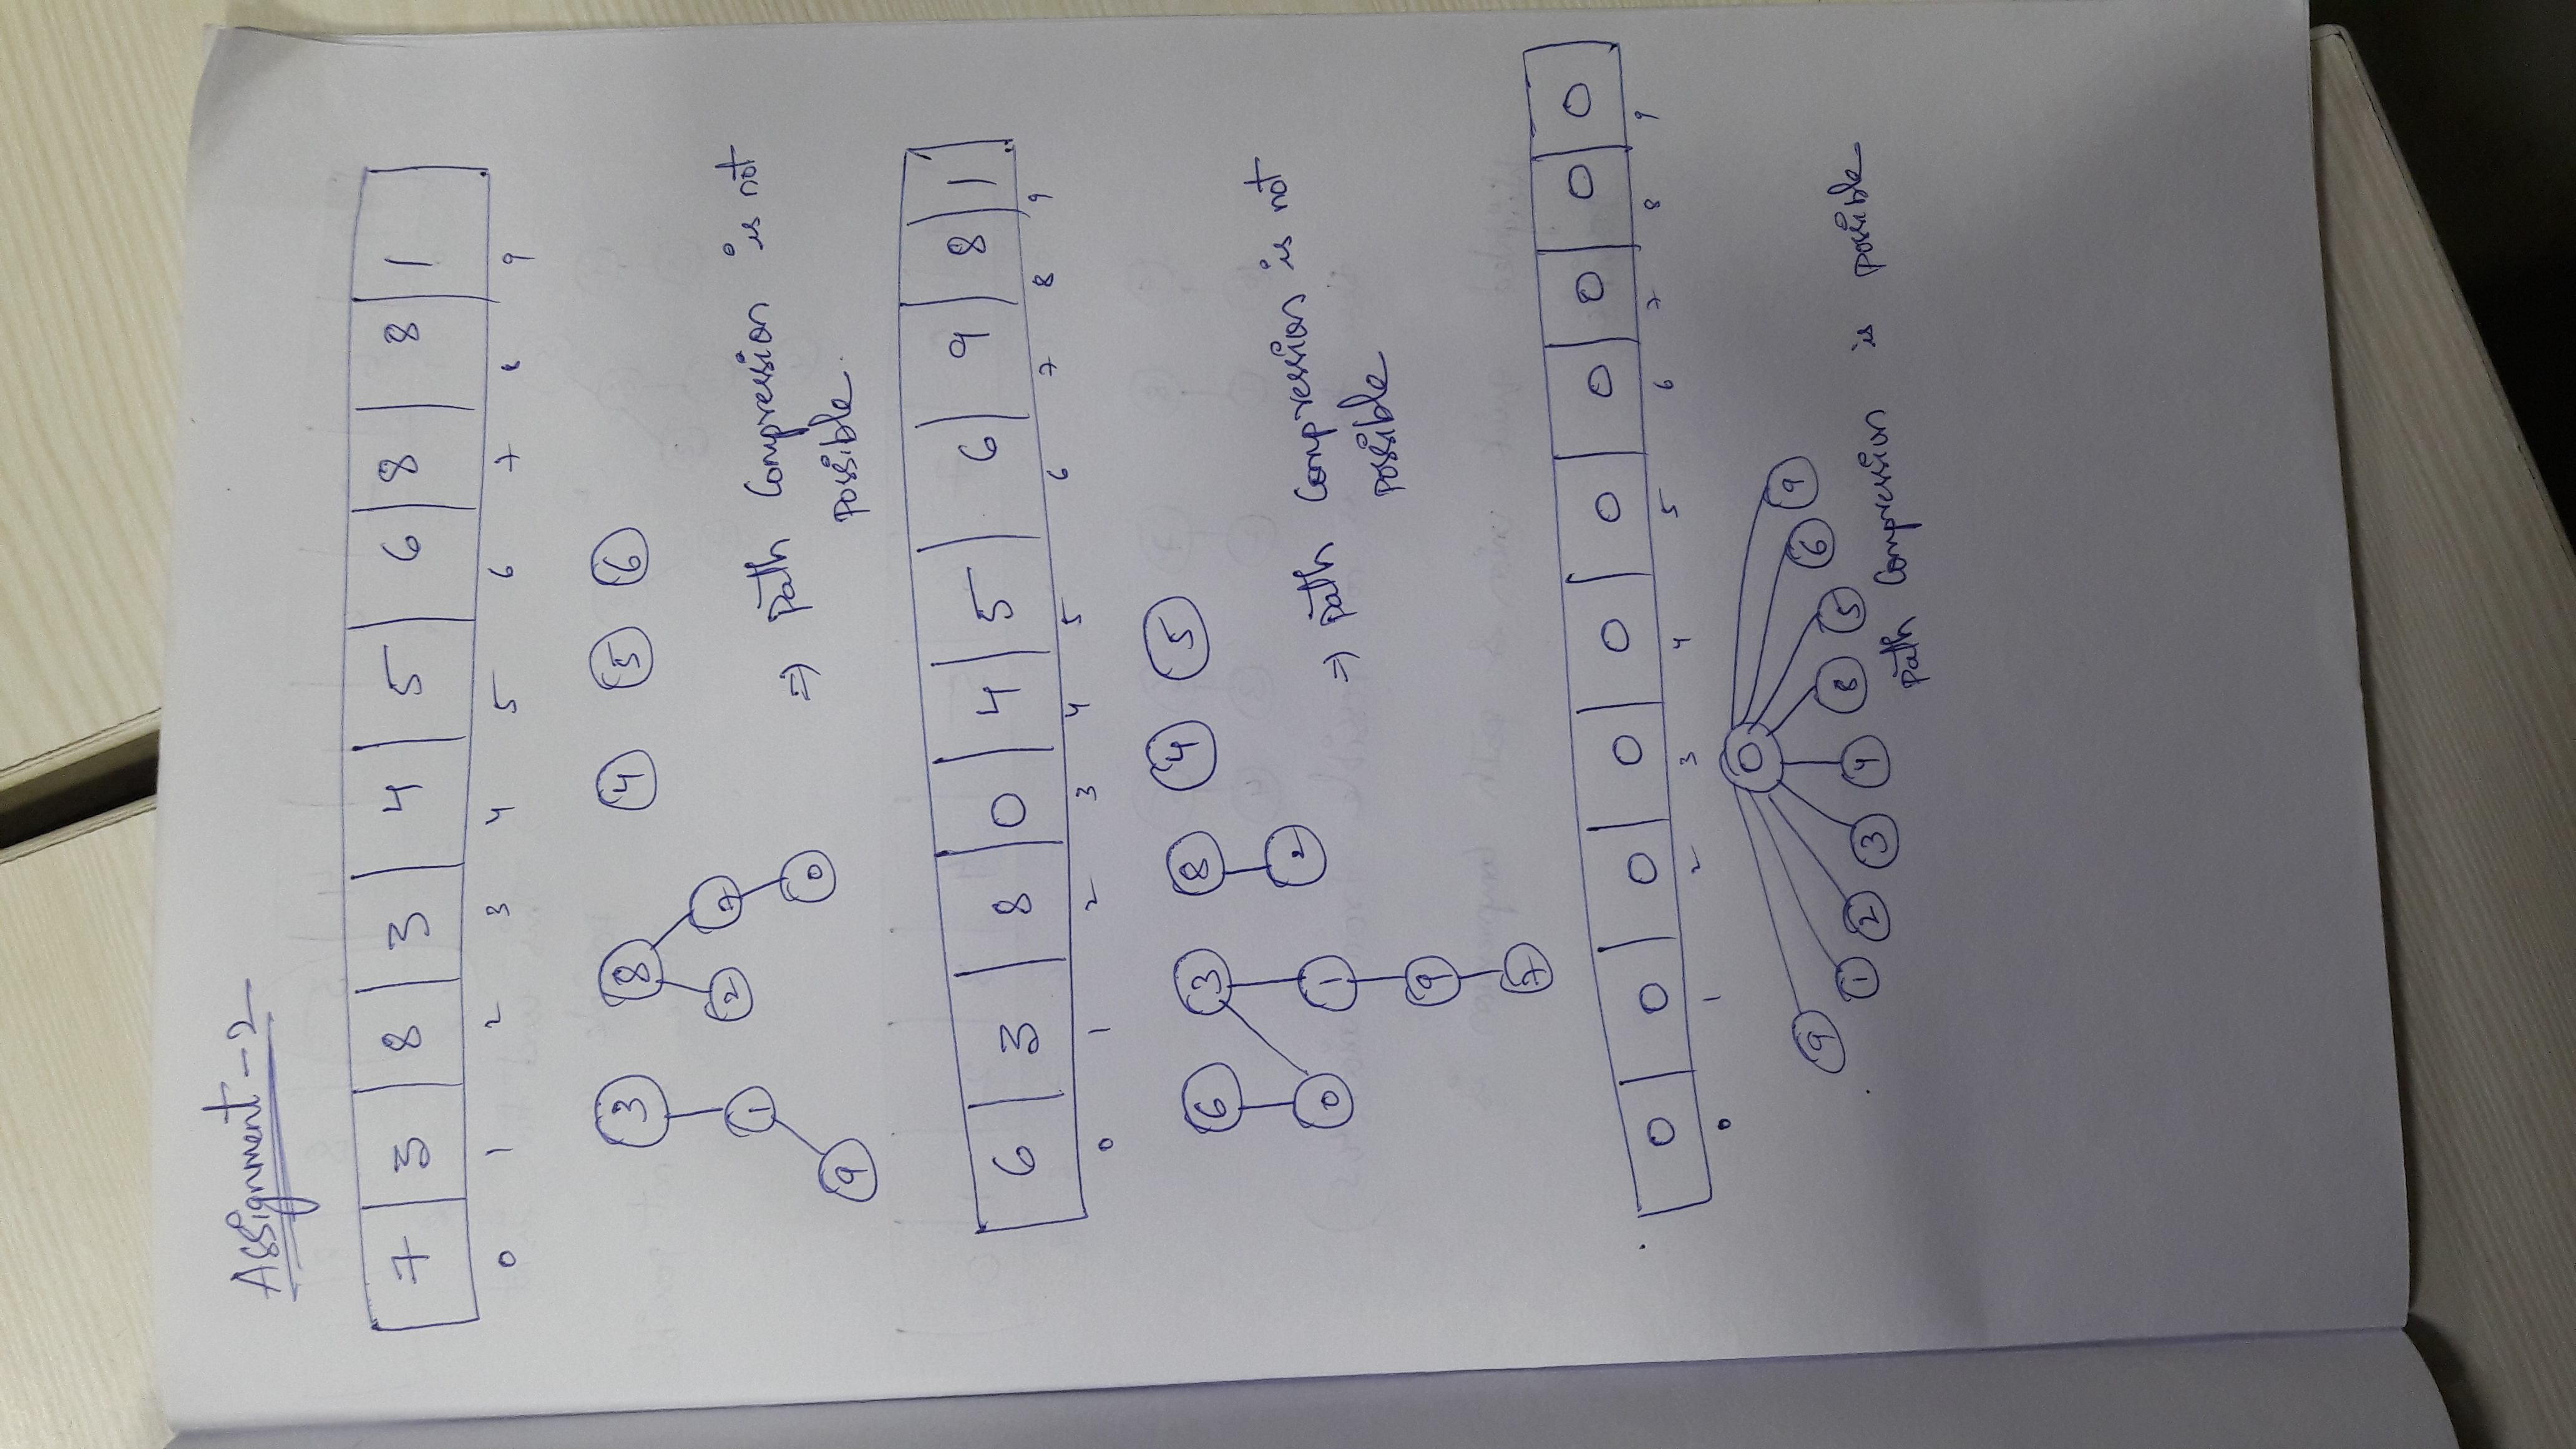 Assignment-2
7 3 8 3 4 5 6 8 8 1
0 1 2 3 4 5 6 7 8 9
3 8 4 5 6
1 2 7
9 0
=> Path Compression is not
possible.
6 3 8 0 4 5 6 9 8 1
0 1 2 3 4 5 6 7 8 9
6 3 8 4 5
0 1 2
9
7
=> path Compression is not
possible
0 0 0 0 0 0 0 0 0 0
0 1 2 3 4 5 6 7 8 9
0
9 1 2 3 4 8 5 6 9
path Compression is possible